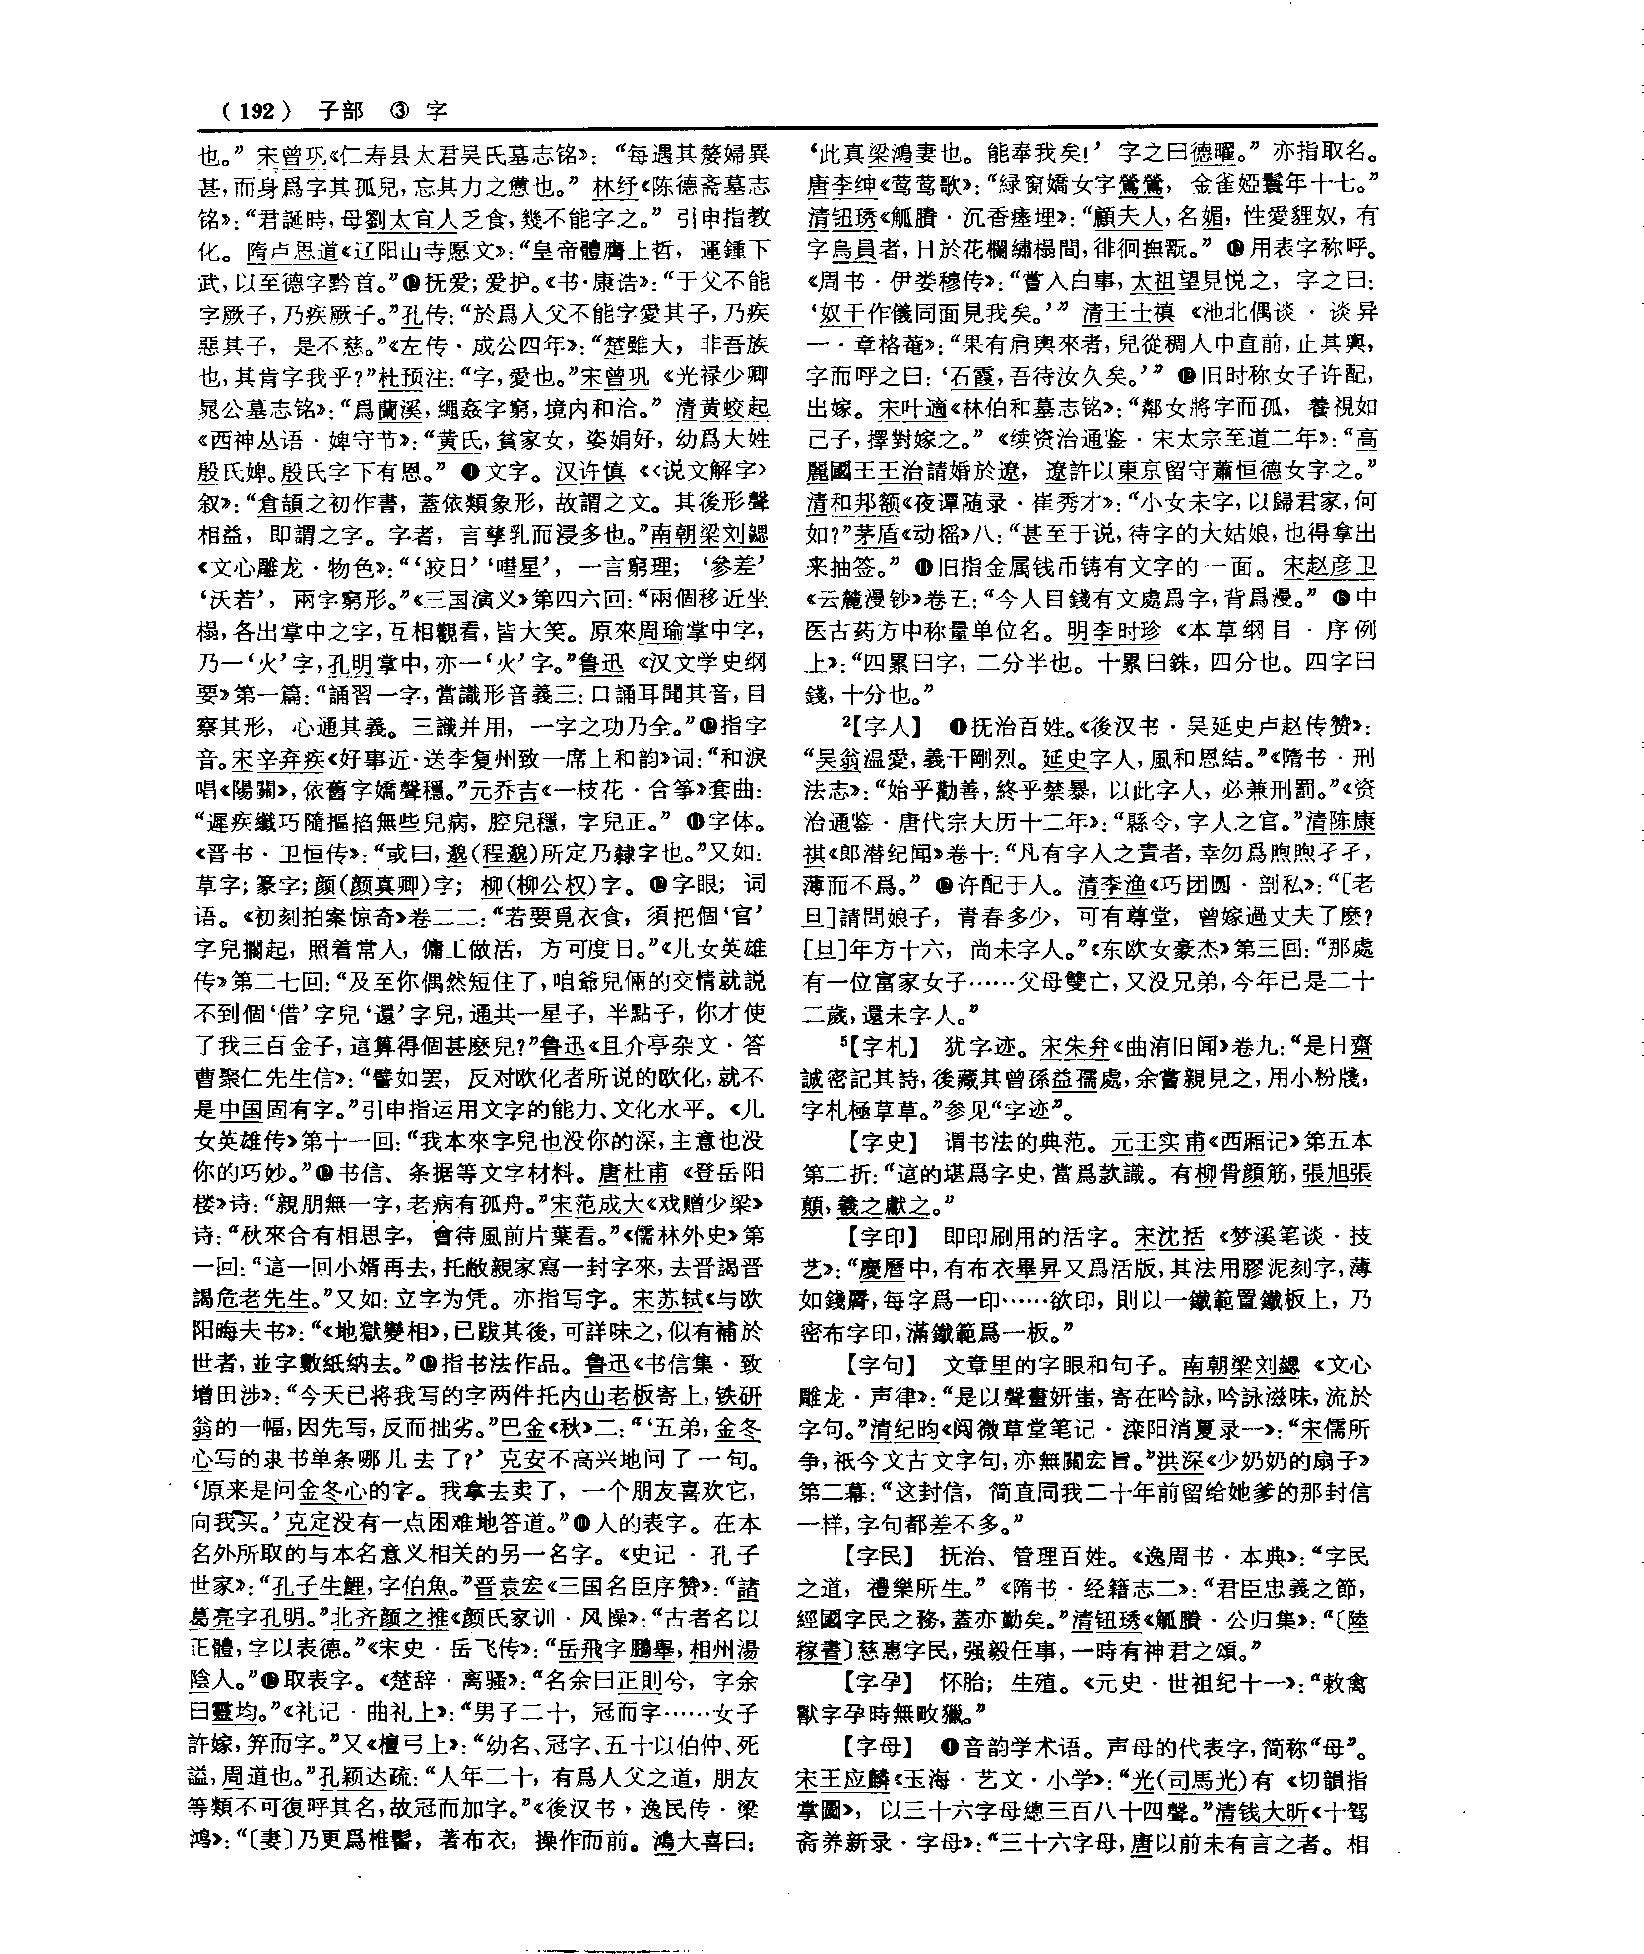 (192) 子部 ③ 字
也。”宋曾巩《仁寿县太君吴氏墓志铭》：“每遇其嫠婦異
甚，而身爲字其孤兒，忘其力之憊也。”林纾《陈德斋墓志
铭》：“君誕時，母劉太宜人乏食，幾不能字之。”引申指教
化。隋卢思道《辽阳山寺愿文》：“皇帝體膺上哲，運鍾下
武，以至德字黔首。”⓬抚爱；爱护。《书·康诰》：“于父不能
字厥子，乃疾厥子。”孔传：“於爲人父不能字愛其子，乃疾
惡其子，是不慈。”《左传·成公四年》：“楚雖大，非吾族
也，其肯字我乎？”杜预注：“字，愛也。”宋曾巩《光禄少卿
晁公墓志铭》：“爲蘭溪，繩姦字窮，境内和洽。”清黄蛟起
《西神丛语·婢守节》：“黄氏，貧家女，姿娟好，幼爲大姓
殷氏婢。殷氏字下有恩。”文字。汉许慎《〈说文解字〉
叙》：“倉頡之初作書，蓋依類象形，故謂之文。其後形聲
相益，即謂之字。字者，言孳乳而浸多也。”南朝梁刘勰
《文心雕龙·物色》：“‘皎日’‘嘒星’，一言窮理；‘參差’
‘沃若’，兩字窮形。”《三国演义》第四六回：“兩個移近坐
榻，各出掌中之字，互相觀看，皆大笑。原來周瑜掌中字，
乃一‘火’字，孔明掌中，亦一‘火’字。”鲁迅《汉文学史纲
要》第一篇：“誦習一字，當識形音義三：口誦耳聞其音，目
察其形，心通其義。三識并用，一字之功乃全。”指字
音。宋辛弃疾《好事近·送李复州致一席上和韵》词：“和淚
唱《陽關》，依舊字嬌聲穩。”元乔吉《一枝花·合筝》套曲：
“遲疾纖巧隨摳掐無些兒病，腔兒穩，字兒正。”字体。
《晋书·卫恒传》：“或曰，邈(程邈)所定乃隸字也。”又如：
草字；篆字；颜(颜真卿)字；柳(柳公权)字。字眼；词
语。《初刻拍案惊奇》卷二二：“若要覓衣食，須把個‘官’
字兒擱起，照着常人，傭工做活，方可度日。”《儿女英雄
传》第二七回：“及至你偶然短住了，咱爺兒倆的交情就説
不到個‘借’字兒‘還’字兒，通共一星子，半點子，你才使
了我三百金子，這算得個甚麽兒？”鲁迅《且介亭杂文·答
曹聚仁先生信》：“譬如罢，反对欧化者所说的欧化，就不
是中国固有字。”引申指运用文字的能力、文化水平。《儿
女英雄传》第十一回：“我本來字兒也没你的深，主意也没
你的巧妙。”书信、条据等文字材料。唐杜甫《登岳阳
楼》诗：“親朋無一字，老病有孤舟。”宋范成大《戏赠少梁》
诗：“秋來合有相思字，會待風前片葉看。”《儒林外史》第
一回：“這一回小婿再去，托敝親家寫一封字來，去晋謁晋
謁危老先生。”又如：立字为凭。亦指写字。宋苏轼《与欧
阳晦夫书》：“《地獄變相》，已跋其後，可詳味之，似有補於
世者，並字數紙納去。”指书法作品。鲁迅《书信集·致
增田涉》：“今天已将我写的字两件托内山老板寄上，铁研
翁的一幅，因先写，反而拙劣。”巴金《秋》二：“‘五弟，金冬
心写的隶书单条哪儿去了？’克安不高兴地问了一句。
‘原来是问金冬心的字。我拿去卖了，一个朋友喜欢它，
向我买。’克定没有一点困难地答道。”人的表字。在本
名外所取的与本名意义相关的另一名字。《史记·孔子
世家》：“孔子生鯉，字伯魚。”晋袁宏《三国名臣序赞》：“諸
葛亮字孔明。”北齐颜之推《颜氏家训·风操》：“古者名以
正體，字以表德。”《宋史·岳飞传》：“岳飛字鵬舉，相州湯
陰人。”取表字。《楚辞·离骚》：“名余曰正則兮，字余
曰靈均。”《礼记·曲礼上》：“男子二十，冠而字……女子
許嫁，笄而字。”又《檀弓上》：“幼名、冠字、五十以伯仲、死
謚，周道也。”孔颖达疏：“人年二十，有爲人父之道，朋友
等類不可復呼其名，故冠而加字。”《後汉书·逸民传·梁
鸿》：“〔妻〕乃更爲椎髻，著布衣，操作而前。鴻大喜曰：
‘此真梁鴻妻也。能奉我矣！’字之曰德曜。”亦指取名。
唐李绅《莺莺歌》：“緑窗嬌女字鶯鶯，金雀婭鬟年十七。”
清钮琇《觚賸·沉香瘗埋》：“顧夫人，名媚，性愛貍奴，有
字烏員者，日於花欄繡榻間，徘徊撫翫。”用表字称呼。
《周书·伊娄穆传》：“嘗入白事，太祖望見悦之，字之曰：
‘奴干作儀同面見我矣。’”清王士禛《池北偶谈·谈异
一·章格菴》：“果有肩輿來者，兒從稠人中直前，止其輿，
字而呼之曰：‘石霞，吾待汝久矣。’”旧时称女子许配，
出嫁。宋叶適《林伯和墓志铭》：“鄰女將字而孤，養視如
己子，擇對嫁之。”《续资治通鉴·宋太宗至道二年》：“高
麗國王王治請婚於遼，遼許以東京留守蕭恒德女字之。”
清和邦额《夜谭随录·崔秀才》：“小女未字，以歸君家，何
如？”茅盾《动摇》八：“甚至于说，待字的大姑娘，也得拿出
来抽签。”旧指金属钱币铸有文字的一面。宋赵彦卫
《云麓漫钞》卷五：“今人目錢有文處爲字，背爲漫。”中
医古药方中称量单位名。明李时珍《本草纲目·序例
上》：“四累曰字，二分半也。十累曰銖，四分也。四字曰
錢，十分也。”
²【字人】 ❶抚治百姓。《後汉书·吴延史卢赵传赞》：
“吴翁温愛，義干剛烈。延史字人，風和恩結。”《隋书·刑
法志》：“始乎勸善，終乎禁暴，以此字人，必兼刑罰。”《资
治通鉴·唐代宗大历十二年》：“縣令，字人之官。”清陈康
祺《郎潜纪闻》卷十：“凡有字人之責者，幸勿爲煦煦孑孑，
薄而不爲。”❷许配于人。清李渔《巧团圆·剖私》：“[老
旦]請問娘子，青春多少，可有尊堂，曾嫁過丈夫了麽？
[旦]年方十六，尚未字人。”《东欧女豪杰》第三回：“那處
有一位富家女子……父母雙亡，又没兄弟，今年已是二十
二歲，還未字人。”
⁵【字札】 犹字迹。宋朱弁《曲洧旧闻》卷九：“是日齋
誠密記其詩，後藏其曾孫益孺處，余嘗親見之，用小粉牋，
字札極草草。”参见“字迹”。
【字史】 谓书法的典范。元王实甫《西厢记》第五本
第二折：“這的堪爲字史，當爲款識。有柳骨顔筋，張旭張
顛，羲之獻之。”
【字印】 即印刷用的活字。宋沈括《梦溪笔谈·技
艺》：“慶曆中，有布衣畢昇又爲活版，其法用膠泥刻字，薄
如錢脣，每字爲一印……欲印，則以一鐵範置鐵板上，乃
密布字印，滿鐵範爲一板。”
【字句】 文章里的字眼和句子。南朝梁刘勰《文心
雕龙·声律》：“是以聲畫妍蚩，寄在吟詠，吟詠滋味，流於
字句。”清纪昀《阅微草堂笔记·滦阳消夏录一》：“宋儒所
争，祇今文古文字句，亦無關宏旨。”洪深《少奶奶的扇子》
第二幕：“这封信，简直同我二十年前留给她爹的那封信
一样，字句都差不多。”
【字民】 抚治、管理百姓。《逸周书·本典》：“字民
之道，禮樂所生。”《隋书·经籍志二》：“君臣忠義之節，
經國字民之務，蓋亦勤矣。”清钮琇《觚賸·公归集》：“〔陸
稼書〕慈惠字民，强毅任事，一時有神君之頌。”
【字孕】 怀胎；生殖。《元史·世祖纪十一》：“敕禽
獸字孕時無畋獵。”
【字母】 ❶音韵学术语。声母的代表字，简称“母”。
宋王应麟《玉海·艺文·小学》：“光(司馬光)有《切韻指
掌圖》，以三十六字母總三百八十四聲。”清钱大昕《十驾
斋养新录·字母》：“三十六字母，唐以前未有言之者。相